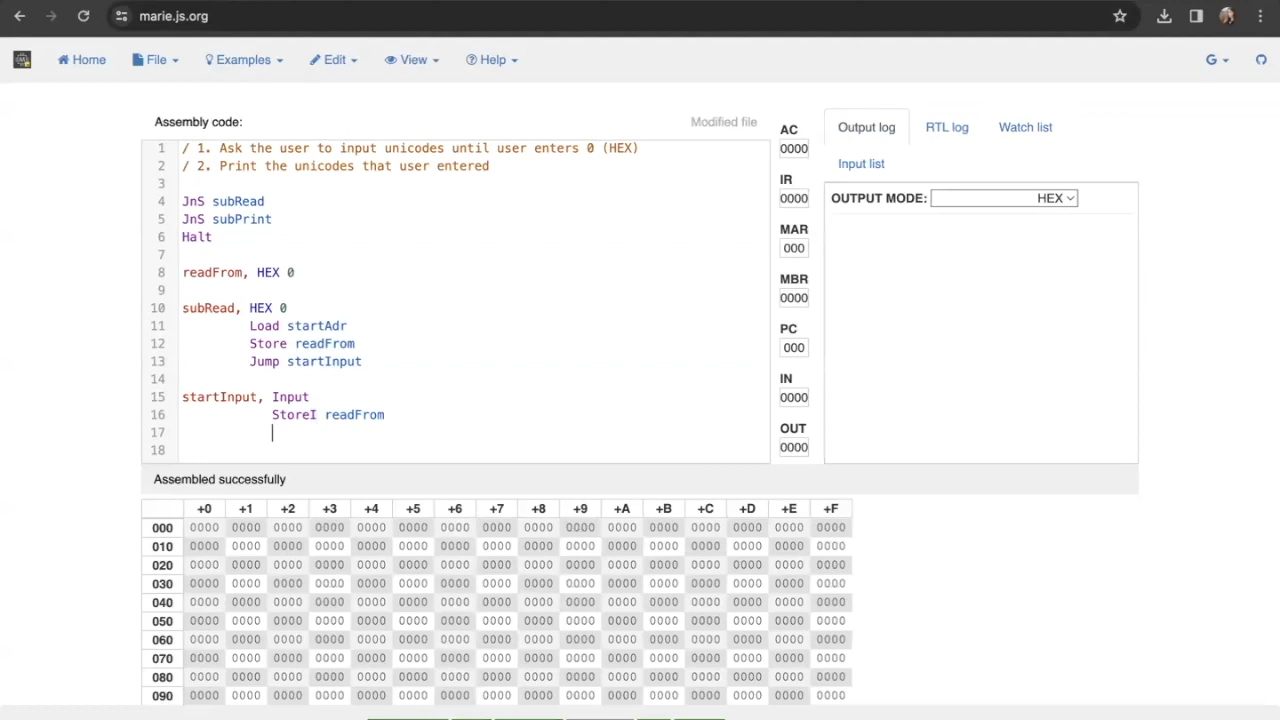 marie.js.org
Home File Examples Edit View Help G
Assembly code: Modified file
1 / 1. Ask the user to input unicodes until user enters 0 (HEX)
2 / 2. Print the unicodes that user entered
3
4 JnS subRead
5 JnS subPrint
6 Halt
7
8 readFrom, HEX 0
9
10 subRead, HEX 0
11 Load startAdr
12 Store readFrom
13 Jump startInput
14
15 startInput, Input
16 StoreI readFrom
17
18
Assembled successfully
AC
0000
IR
0000
MAR
000
MBR
0000
PC
000
IN
0000
OUT
0000
Output log RTL log Watch list
Input list
OUTPUT MODE: HEX
+0 +1 +2 +3 +4 +5 +6 +7 +8 +9 +A +B +C +D +E +F
000 0000 0000 0000 0000 0000 0000 0000 0000 0000 0000 0000 0000 0000 0000 0000 0000
010 0000 0000 0000 0000 0000 0000 0000 0000 0000 0000 0000 0000 0000 0000 0000 0000
020 0000 0000 0000 0000 0000 0000 0000 0000 0000 0000 0000 0000 0000 0000 0000 0000
030 0000 0000 0000 0000 0000 0000 0000 0000 0000 0000 0000 0000 0000 0000 0000 0000
040 0000 0000 0000 0000 0000 0000 0000 0000 0000 0000 0000 0000 0000 0000 0000 0000
050 0000 0000 0000 0000 0000 0000 0000 0000 0000 0000 0000 0000 0000 0000 0000 0000
060 0000 0000 0000 0000 0000 0000 0000 0000 0000 0000 0000 0000 0000 0000 0000 0000
070 0000 0000 0000 0000 0000 0000 0000 0000 0000 0000 0000 0000 0000 0000 0000 0000
080 0000 0000 0000 0000 0000 0000 0000 0000 0000 0000 0000 0000 0000 0000 0000 0000
090 0000 0000 0000 0000 0000 0000 0000 0000 0000 0000 0000 0000 0000 0000 0000 0000